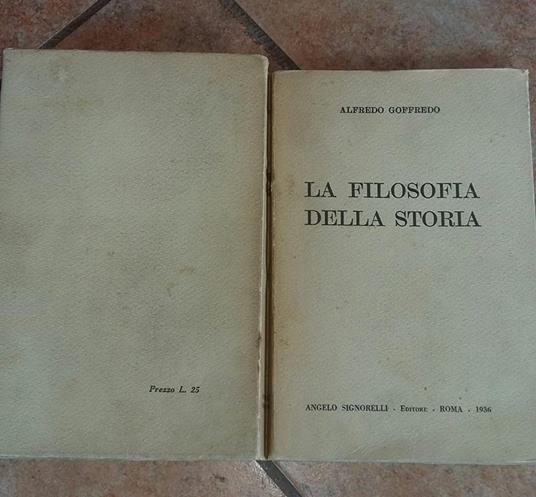 Prezzo L. 25
ALFREDO GOFFREDO
LA FILOSOFIA
DELLA STORIA
ANGELO SIGNORELLI - EDITORE - ROMA - 1936